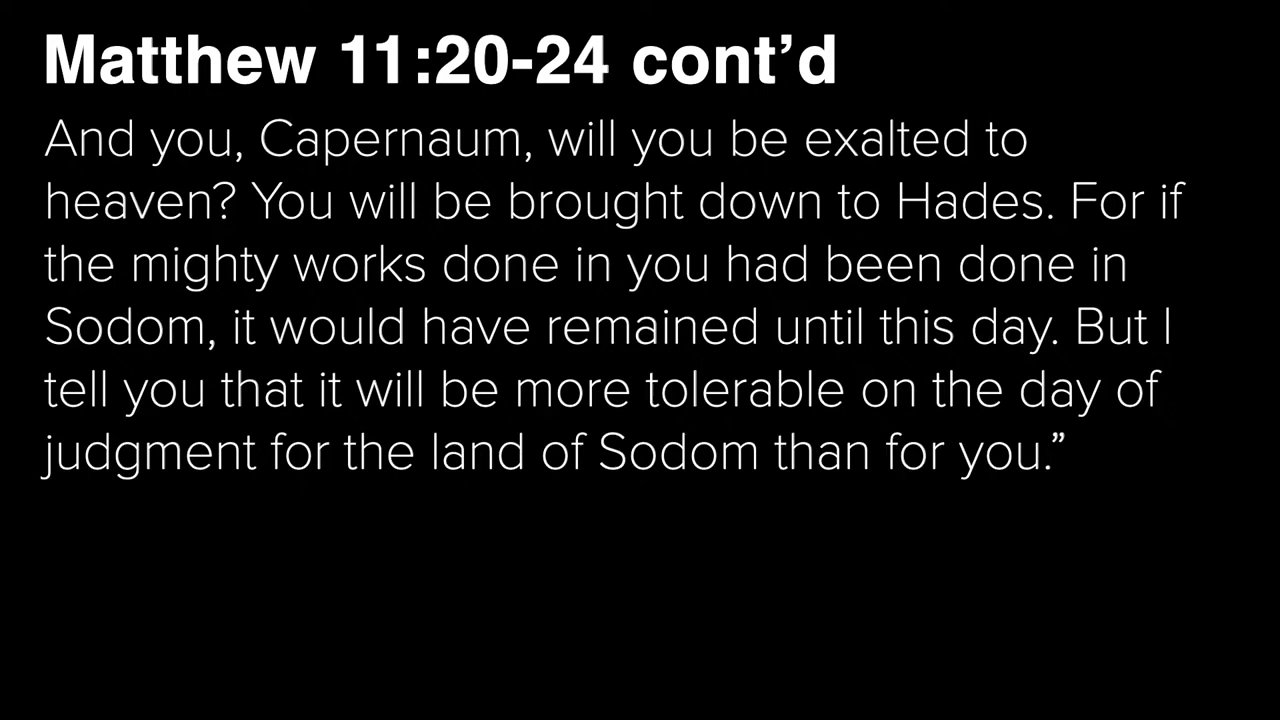 Matthew 11:20-24 cont’d
And you, Capernaum, will you be exalted to
heaven? You will be brought down to Hades. For if
the mighty works done in you had been done in
Sodom, it would have remained until this day. But I
tell you that it will be more tolerable on the day of
judgment for the land of Sodom than for you.”